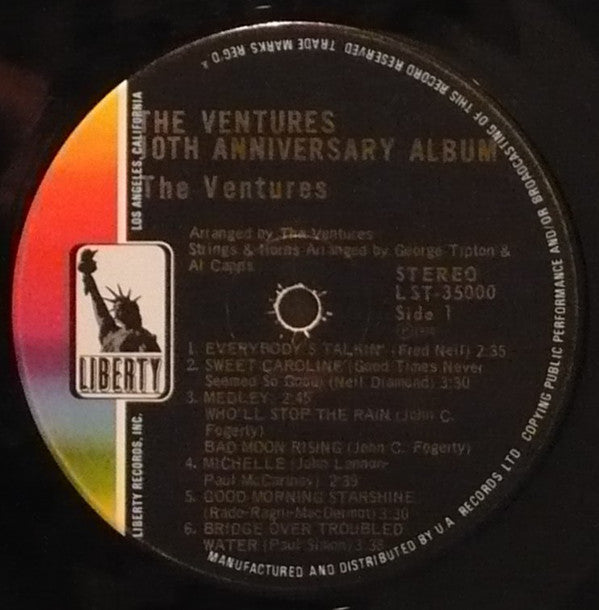 COPYING PUBLIC PERFORMANCE AND/OR BROADCASTING OF THIS RECORD RESERVED TRADE MARKS REG'D
LOS ANGELES, CALIFORNIA
THE VENTURES
10TH ANNIVERSARY ALBUM
The Ventures
Arranged by The Ventures
Strings & Horns Arranged by George Tipton &
Al Capps
STEREO
LST-35000
Side 1
LIBERTY
1. EVERYBODY'S TALKIN' (Fred Neil) 2:35
2. SWEET CAROLINE (Good Times Never
Seemed So Good) (Neil Diamond) 3:30
3. MEDLEY: 2:45
WHO'LL STOP THE RAIN (John C.
Fogerty)
BAD MOON RISING (John C. Fogerty)
4. MICHELLE (John Lennon-
Paul McCartney) 2:39
5. GOOD MORNING STARSHINE
(Rado-Ragni-MacDermot) 3:30
6. BRIDGE OVER TROUBLED
WATER (Paul Simon)
LIBERTY RECORDS, INC.
MANUFACTURED AND DISTRIBUTED BY U.A. RECORDS LTD